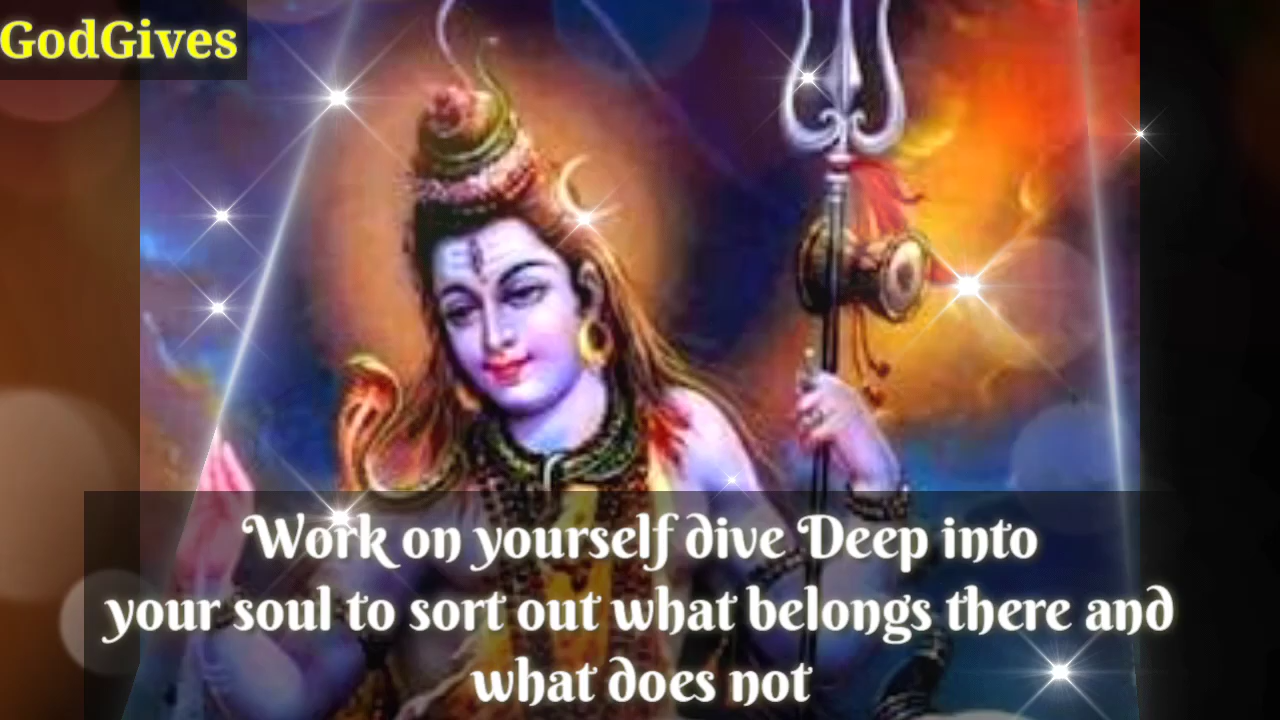 GodGives
Work on yourself dive Deep into
your soul to sort out what belongs there and
what does not